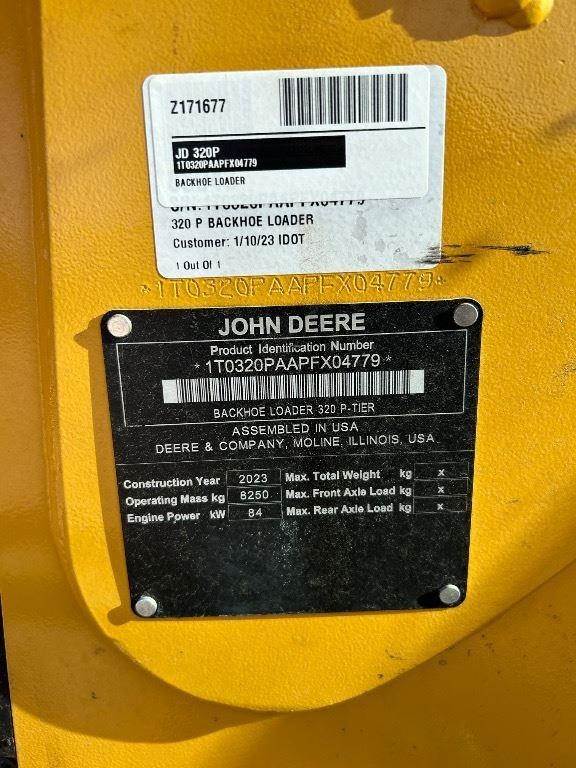 Z171677
JD 320P
1T0320PAAPFX04779
BACKHOE LOADER
S/N: 1T0320PAAPFX04779
320 P BACKHOE LOADER
Customer: 1/10/23 IDOT
1 Out Of 1
*1T0320PAAPFX04779*
JOHN DEERE
Product Identification Number
*1T0320PAAPFX04779*
BACKHOE LOADER 320 P-TIER
ASSEMBLED IN USA
DEERE & COMPANY, MOLINE, ILLINOIS, USA
Construction Year 2023 Max. Total Weight kg x
Operating Mass kg 8250 Max. Front Axle Load kg x
Engine Power kW 84 Max. Rear Axle Load kg x